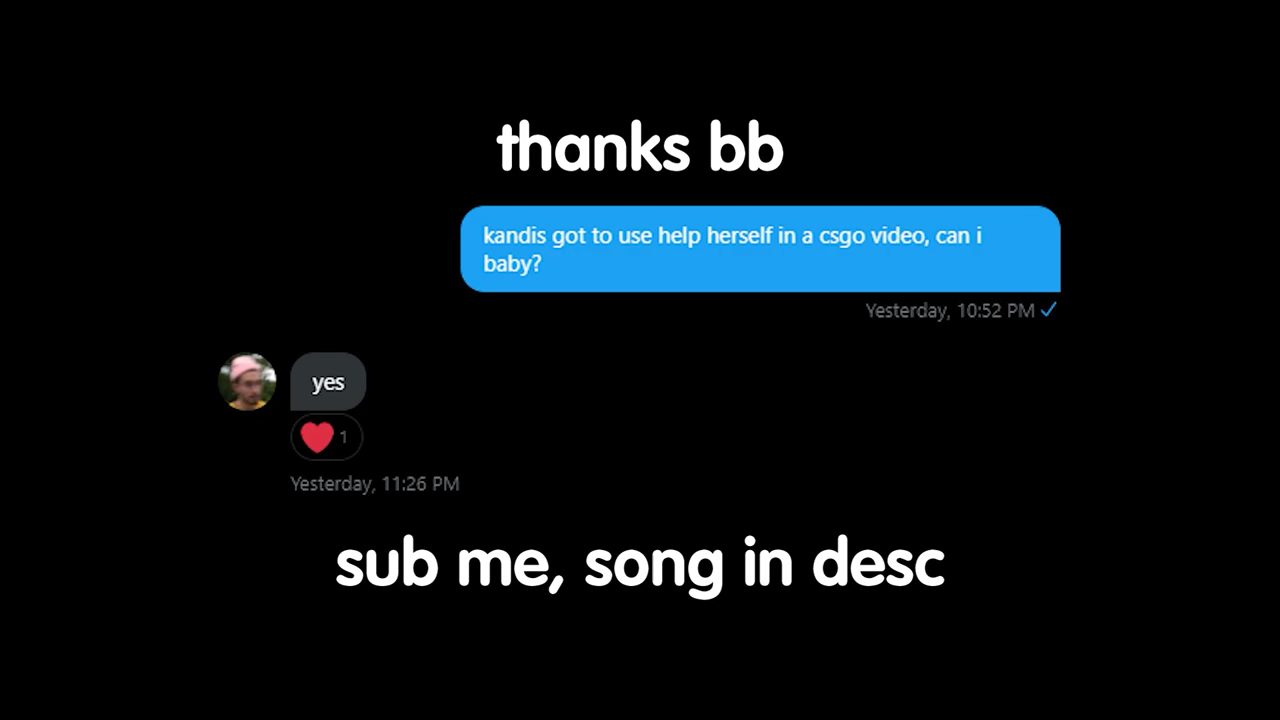 thanks bb
kandis got to use help herself in a csgo video, can i
baby?
Yesterday, 10:52 PM
yes
1
Yesterday, 11:26 PM
sub me, song in desc